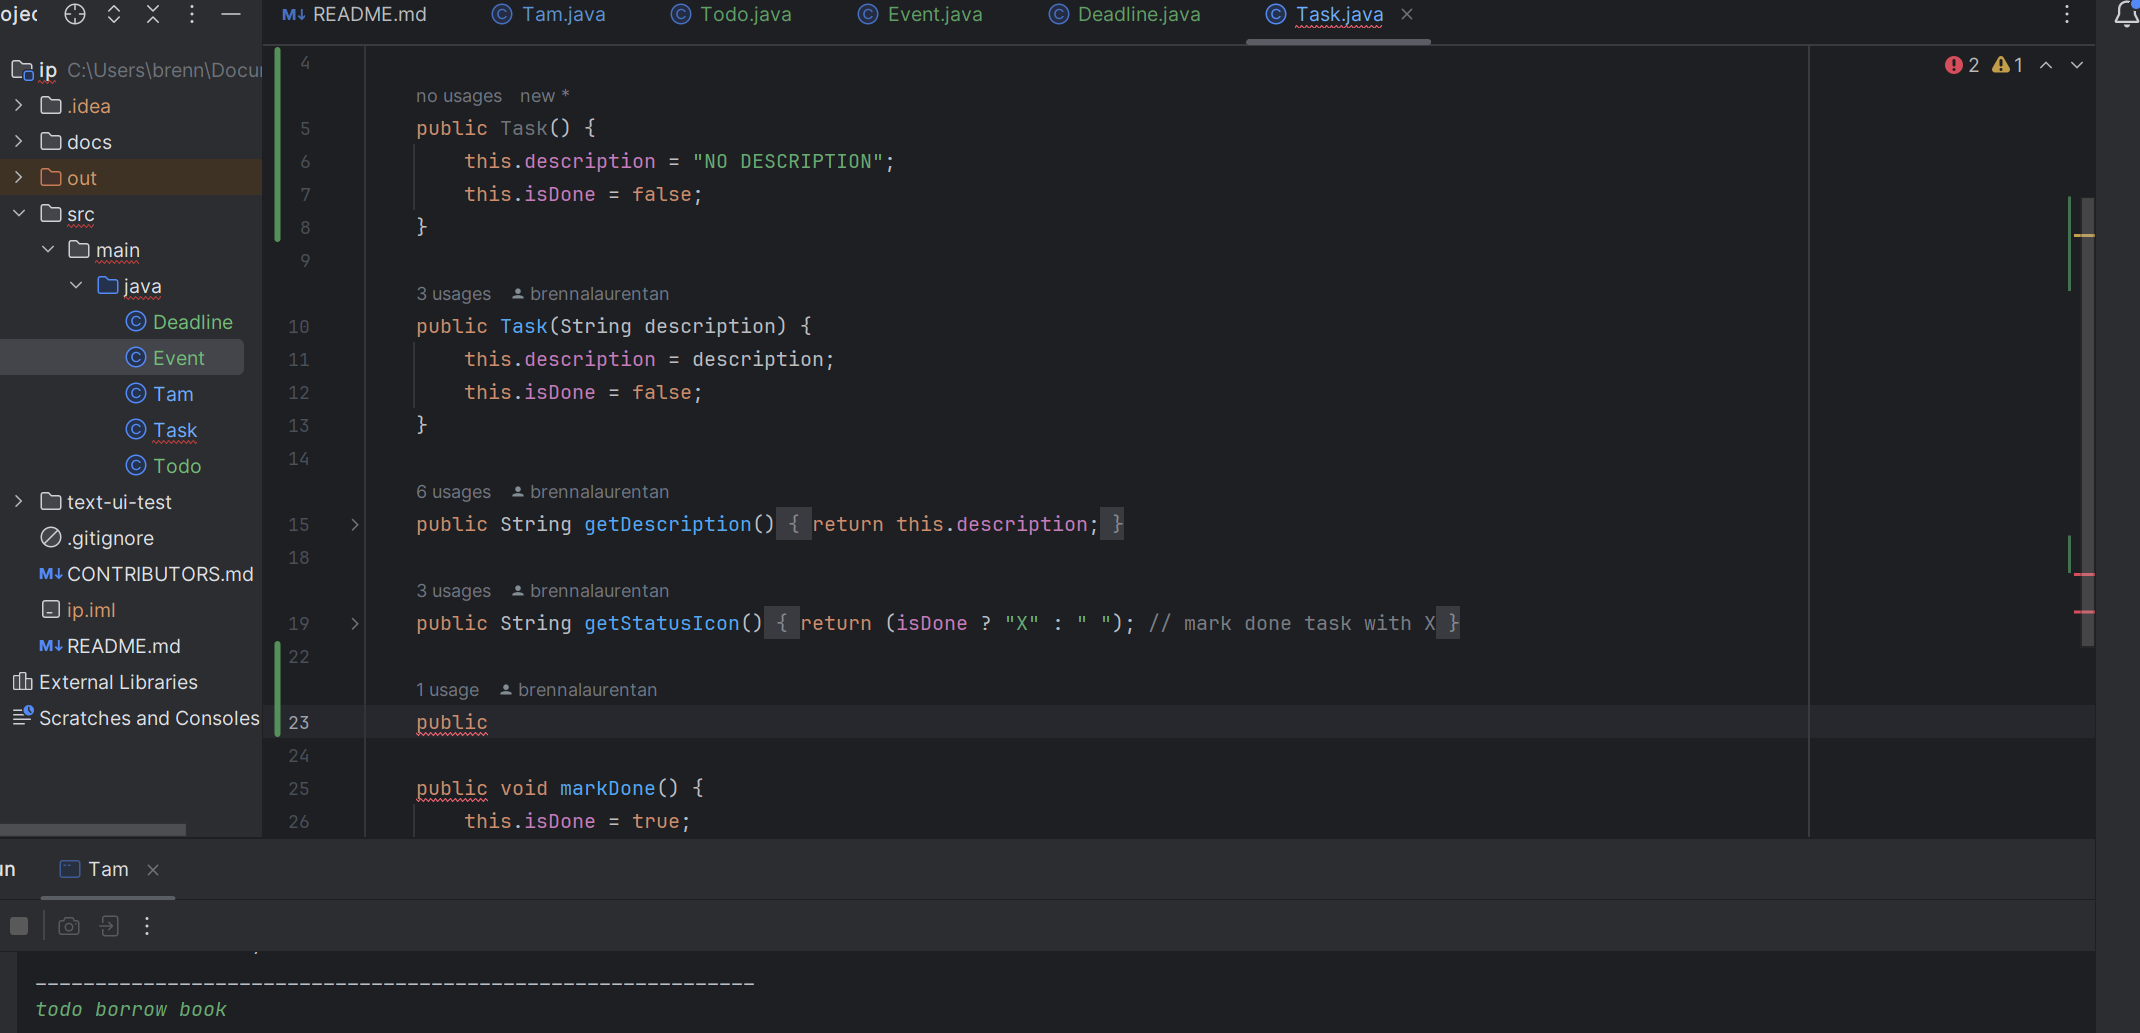 ojec
README.md
Tam.java
Todo.java
Event.java
Deadline.java
Task.java
ip C:\Users\brenn\Docu
.idea
docs
out
src
main
java
Deadline
Event
Tam
Task
Todo
text-ui-test
.gitignore
CONTRIBUTORS.md
ip.iml
README.md
External Libraries
Scratches and Consoles
2 1
4
no usages new *
5 public Task() {
6 this.description = "NO DESCRIPTION";
7 this.isDone = false;
8 }
9
3 usages brennalaurentan
10 public Task(String description) {
11 this.description = description;
12 this.isDone = false;
13 }
14
6 usages brennalaurentan
15 public String getDescription() { return this.description; }
18
3 usages brennalaurentan
19 public String getStatusIcon() { return (isDone ? "X" : " "); // mark done task with X }
22
1 usage brennalaurentan
23 public
24
25 public void markDone() {
26 this.isDone = true;
un
Tam
____________________________________________________________
todo borrow book